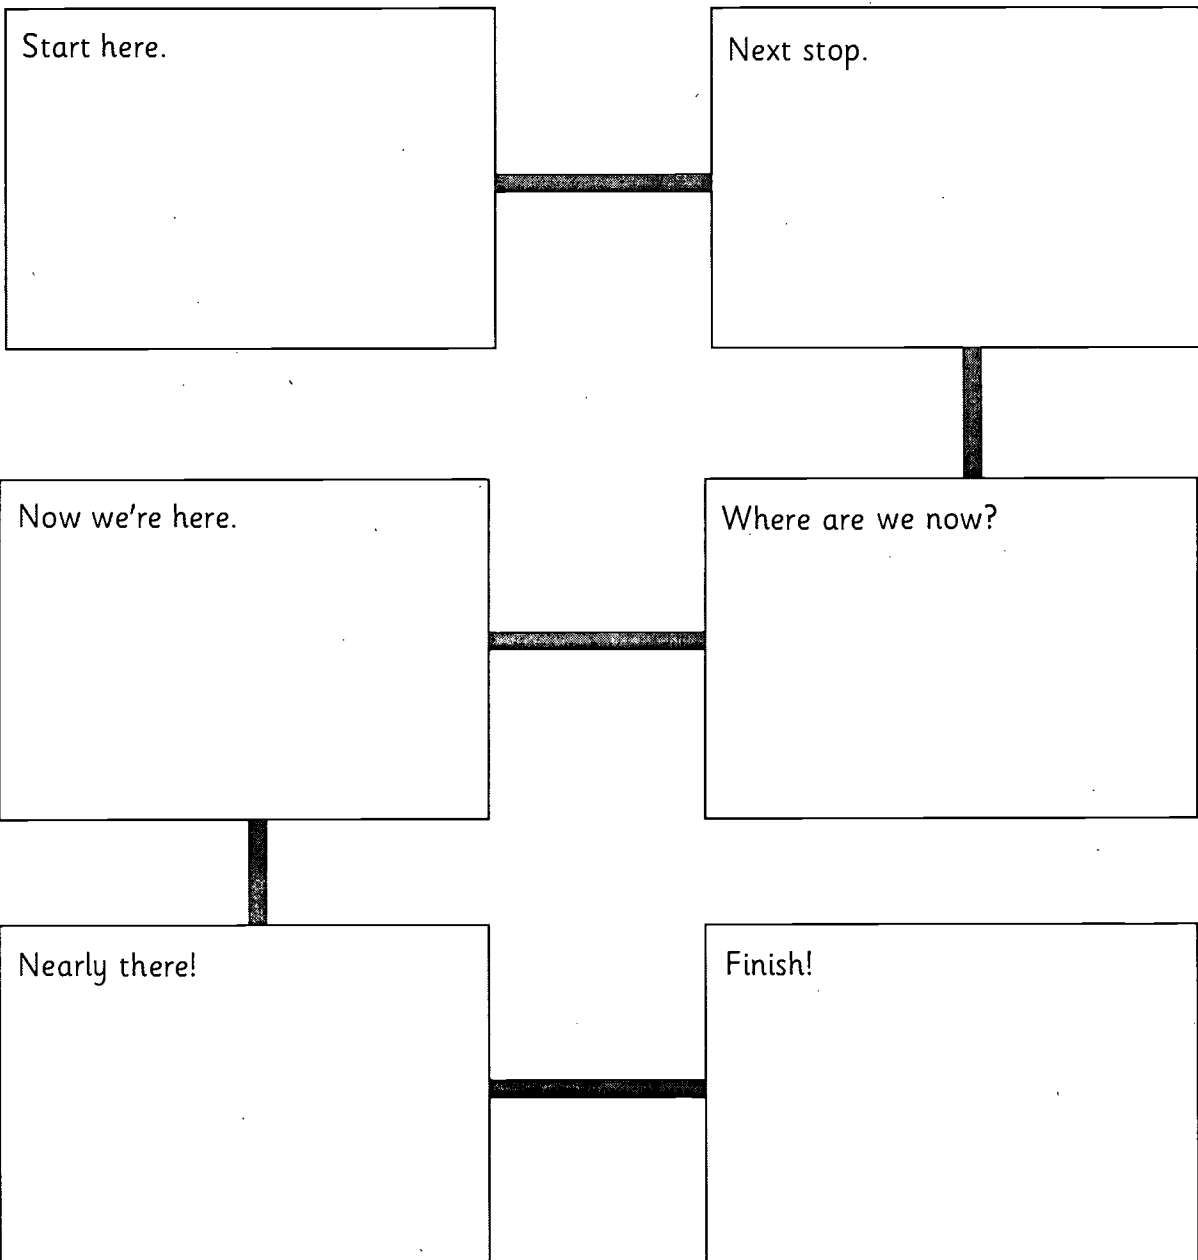 Start here.
Next stop.
Where are we now?
Now we're here.
Nearly there!
Finish!